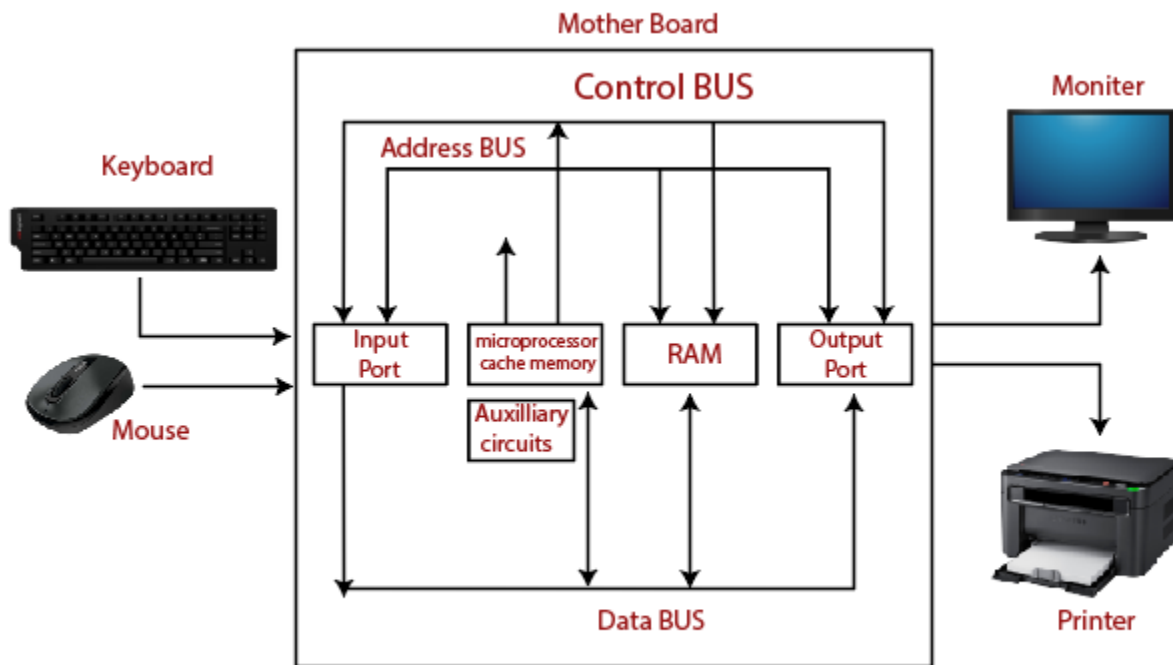 Mother Board
Control BUS
Moniter
Address BUS
Keyboard
Input
Port
microprocessor
cache memory
RAM
Output
Port
Auxilliary
circuits
Mouse
Data BUS
Printer